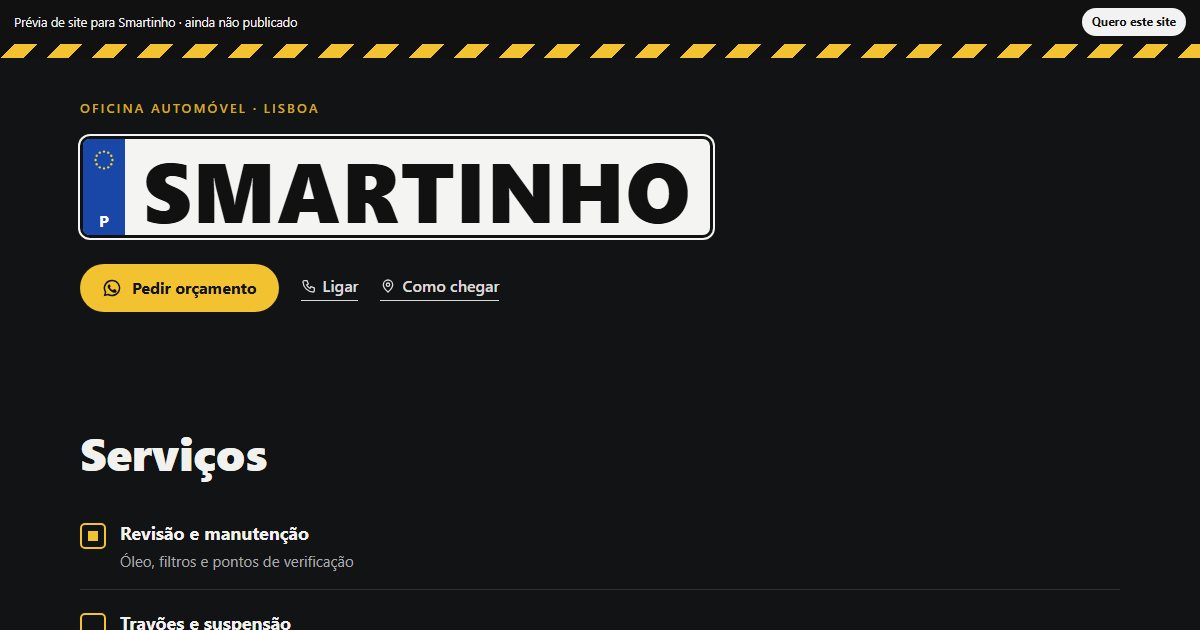 Prévia de site para Smartinho · ainda não publicado
Quero este site
OFICINA AUTOMÓVEL · LISBOA
P
SMARTINHO
Pedir orçamento
Ligar
Como chegar
Serviços
Revisão e manutenção
Óleo, filtros e pontos de verificação
Travões e suspensão